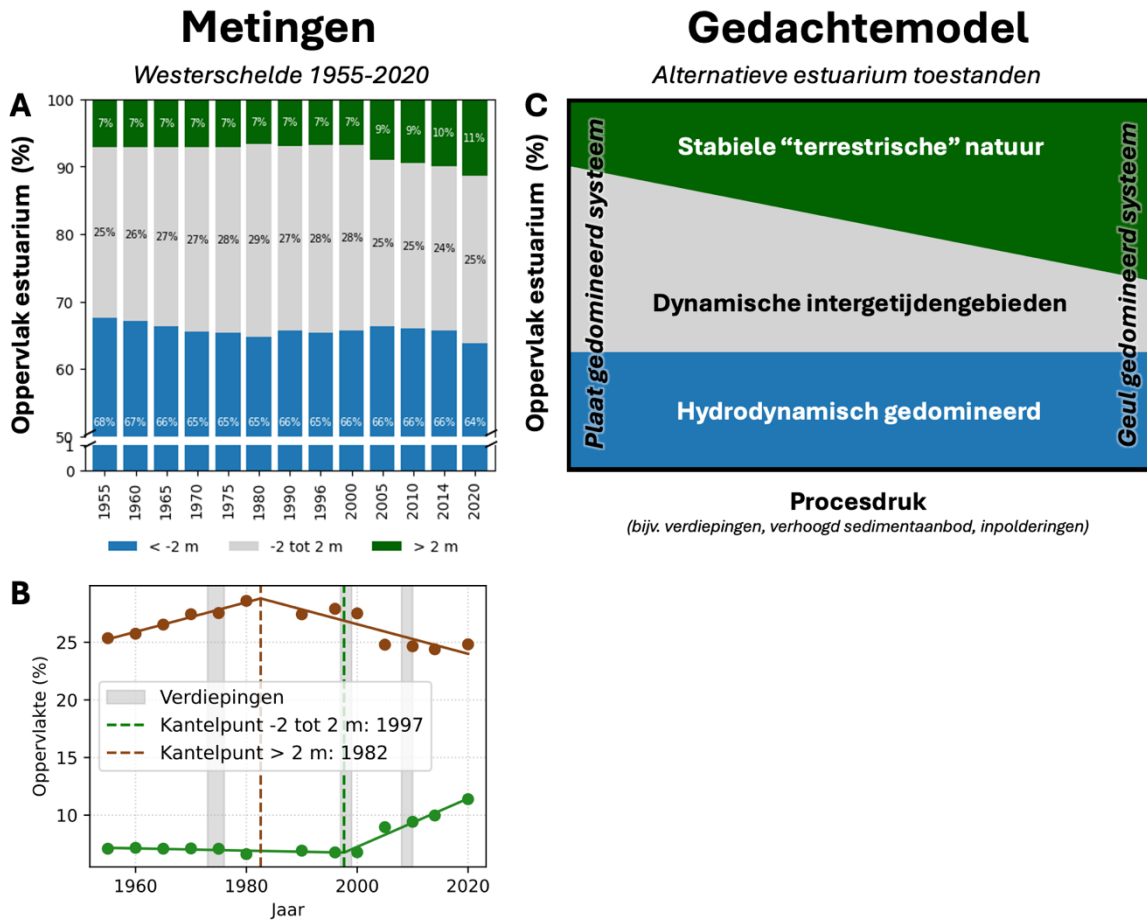 Metingen
Westerschelde 1955-2020
A
Oppervlak estuarium (%)
100
90
80
70
60
50
1
0
7% 7% 7% 7% 7% 7% 7% 7% 7% 9% 9% 10% 11%
25% 26% 27% 27% 28% 29% 27% 28% 28% 25% 25% 24% 25%
68% 67% 66% 65% 65% 65% 66% 65% 66% 66% 66% 66% 64%
1955 1960 1965 1970 1975 1980 1990 1996 2000 2005 2010 2014 2020
< -2 m
-2 tot 2 m
> 2 m
B
Oppervlakte (%)
25
20
15
10
Verdiepingen
Kantelpunt -2 tot 2 m: 1997
Kantelpunt > 2 m: 1982
1960 1980 2000 2020
Jaar
Gedachtemodel
Alternatieve estuarium toestanden
C
Oppervlak estuarium (%)
Plaat gedomineerd systeem
Stabiele “terrestrische” natuur
Dynamische intergetijdengebieden
Hydrodynamisch gedomineerd
Geul gedomineerd systeem
Procesdruk
(bijv. verdiepingen, verhoogd sedimentaanbod, inpolderingen)